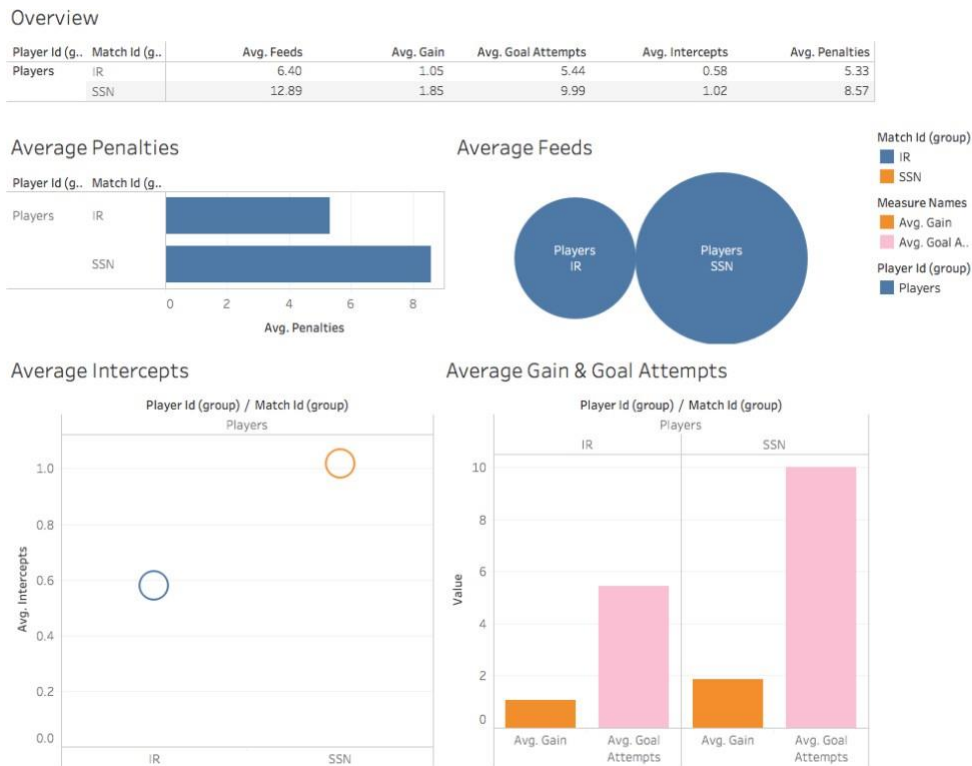 Overview
Player Id (g.. Match Id (g.. Avg. Feeds Avg. Gain Avg. Goal Attempts Avg. Intercepts Avg. Penalties
Players IR 6.40 1.05 5.44 0.58 5.33
SSN 12.89 1.85 9.99 1.02 8.57
Average Penalties
Player Id (g.. Match Id (g..
Players IR
SSN
0 2 4 6 8
Avg. Penalties
Average Feeds
Players
IR
Players
SSN
Match Id (group)
IR
SSN
Measure Names
Avg. Gain
Avg. Goal A..
Player Id (group)
Players
Average Intercepts
Player Id (group) / Match Id (group)
Players
Avg. Intercepts
1.0
0.8
0.6
0.4
0.2
0.0
IR SSN
Average Gain & Goal Attempts
Player Id (group) / Match Id (group)
Players
IR SSN
Value
10
8
6
4
2
0
Avg. Gain Avg. Goal Avg. Gain Avg. Goal
Attempts Attempts